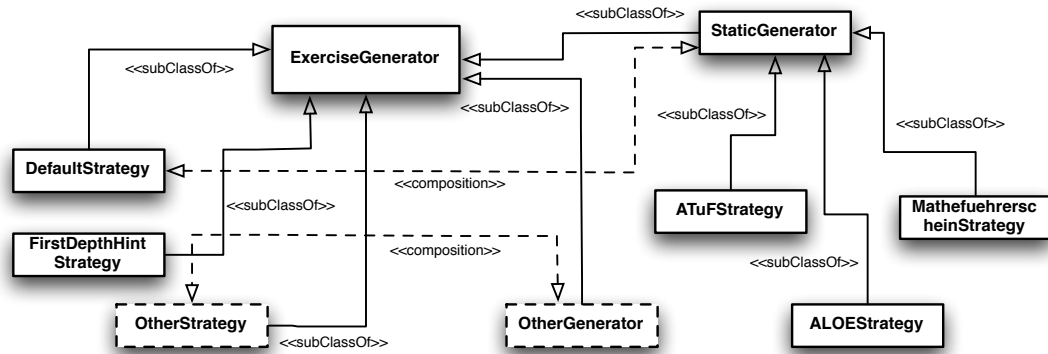 <<subClassOf>>
StaticGenerator
ExerciseGenerator
<<subClassOf>>
<<subClassOf>>
<<subClassOf>>
<<subClassOf>>
DefaultStrategy
<<composition>>
<<subClassOf>>
ATuFStrategy
Mathefuehrersc
heinStrategy
FirstDepthHint
Strategy
<<composition>>
<<subClassOf>>
OtherStrategy
OtherGenerator
ALOEStrategy
<<subClassOf>>